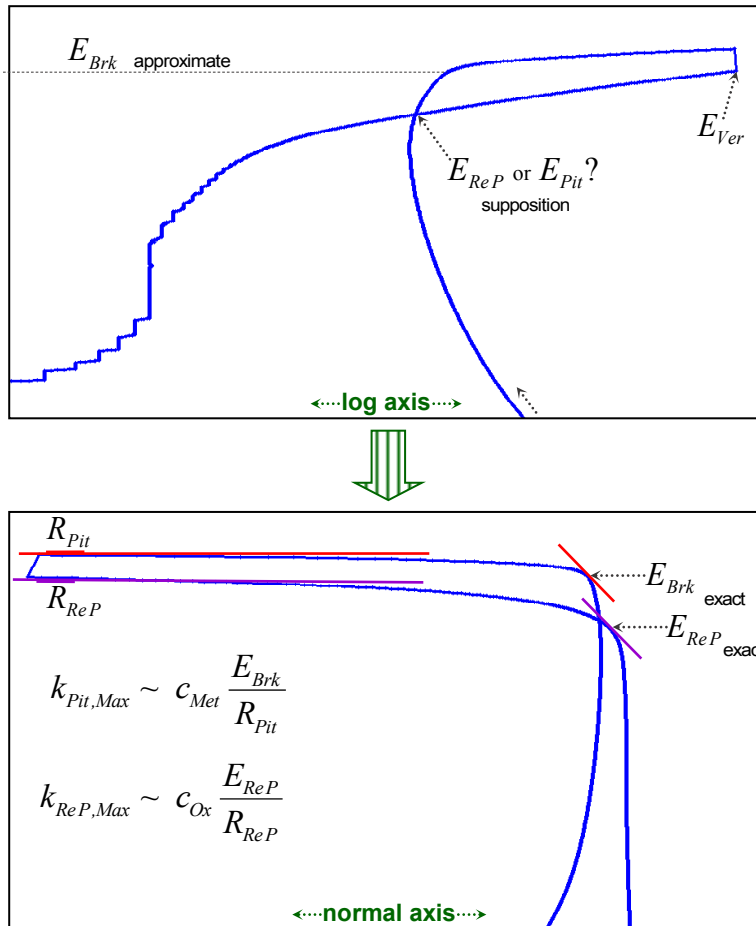 E_Brk approximate
E_Ver
E_ReP or E_Pit?
supposition
log axis
R_Pit
R_ReP
E_Brk exact
E_ReP exact
k_Pit,Max ~ c_Met E_Brk / R_Pit
k_ReP,Max ~ c_Ox E_ReP / R_ReP
normal axis